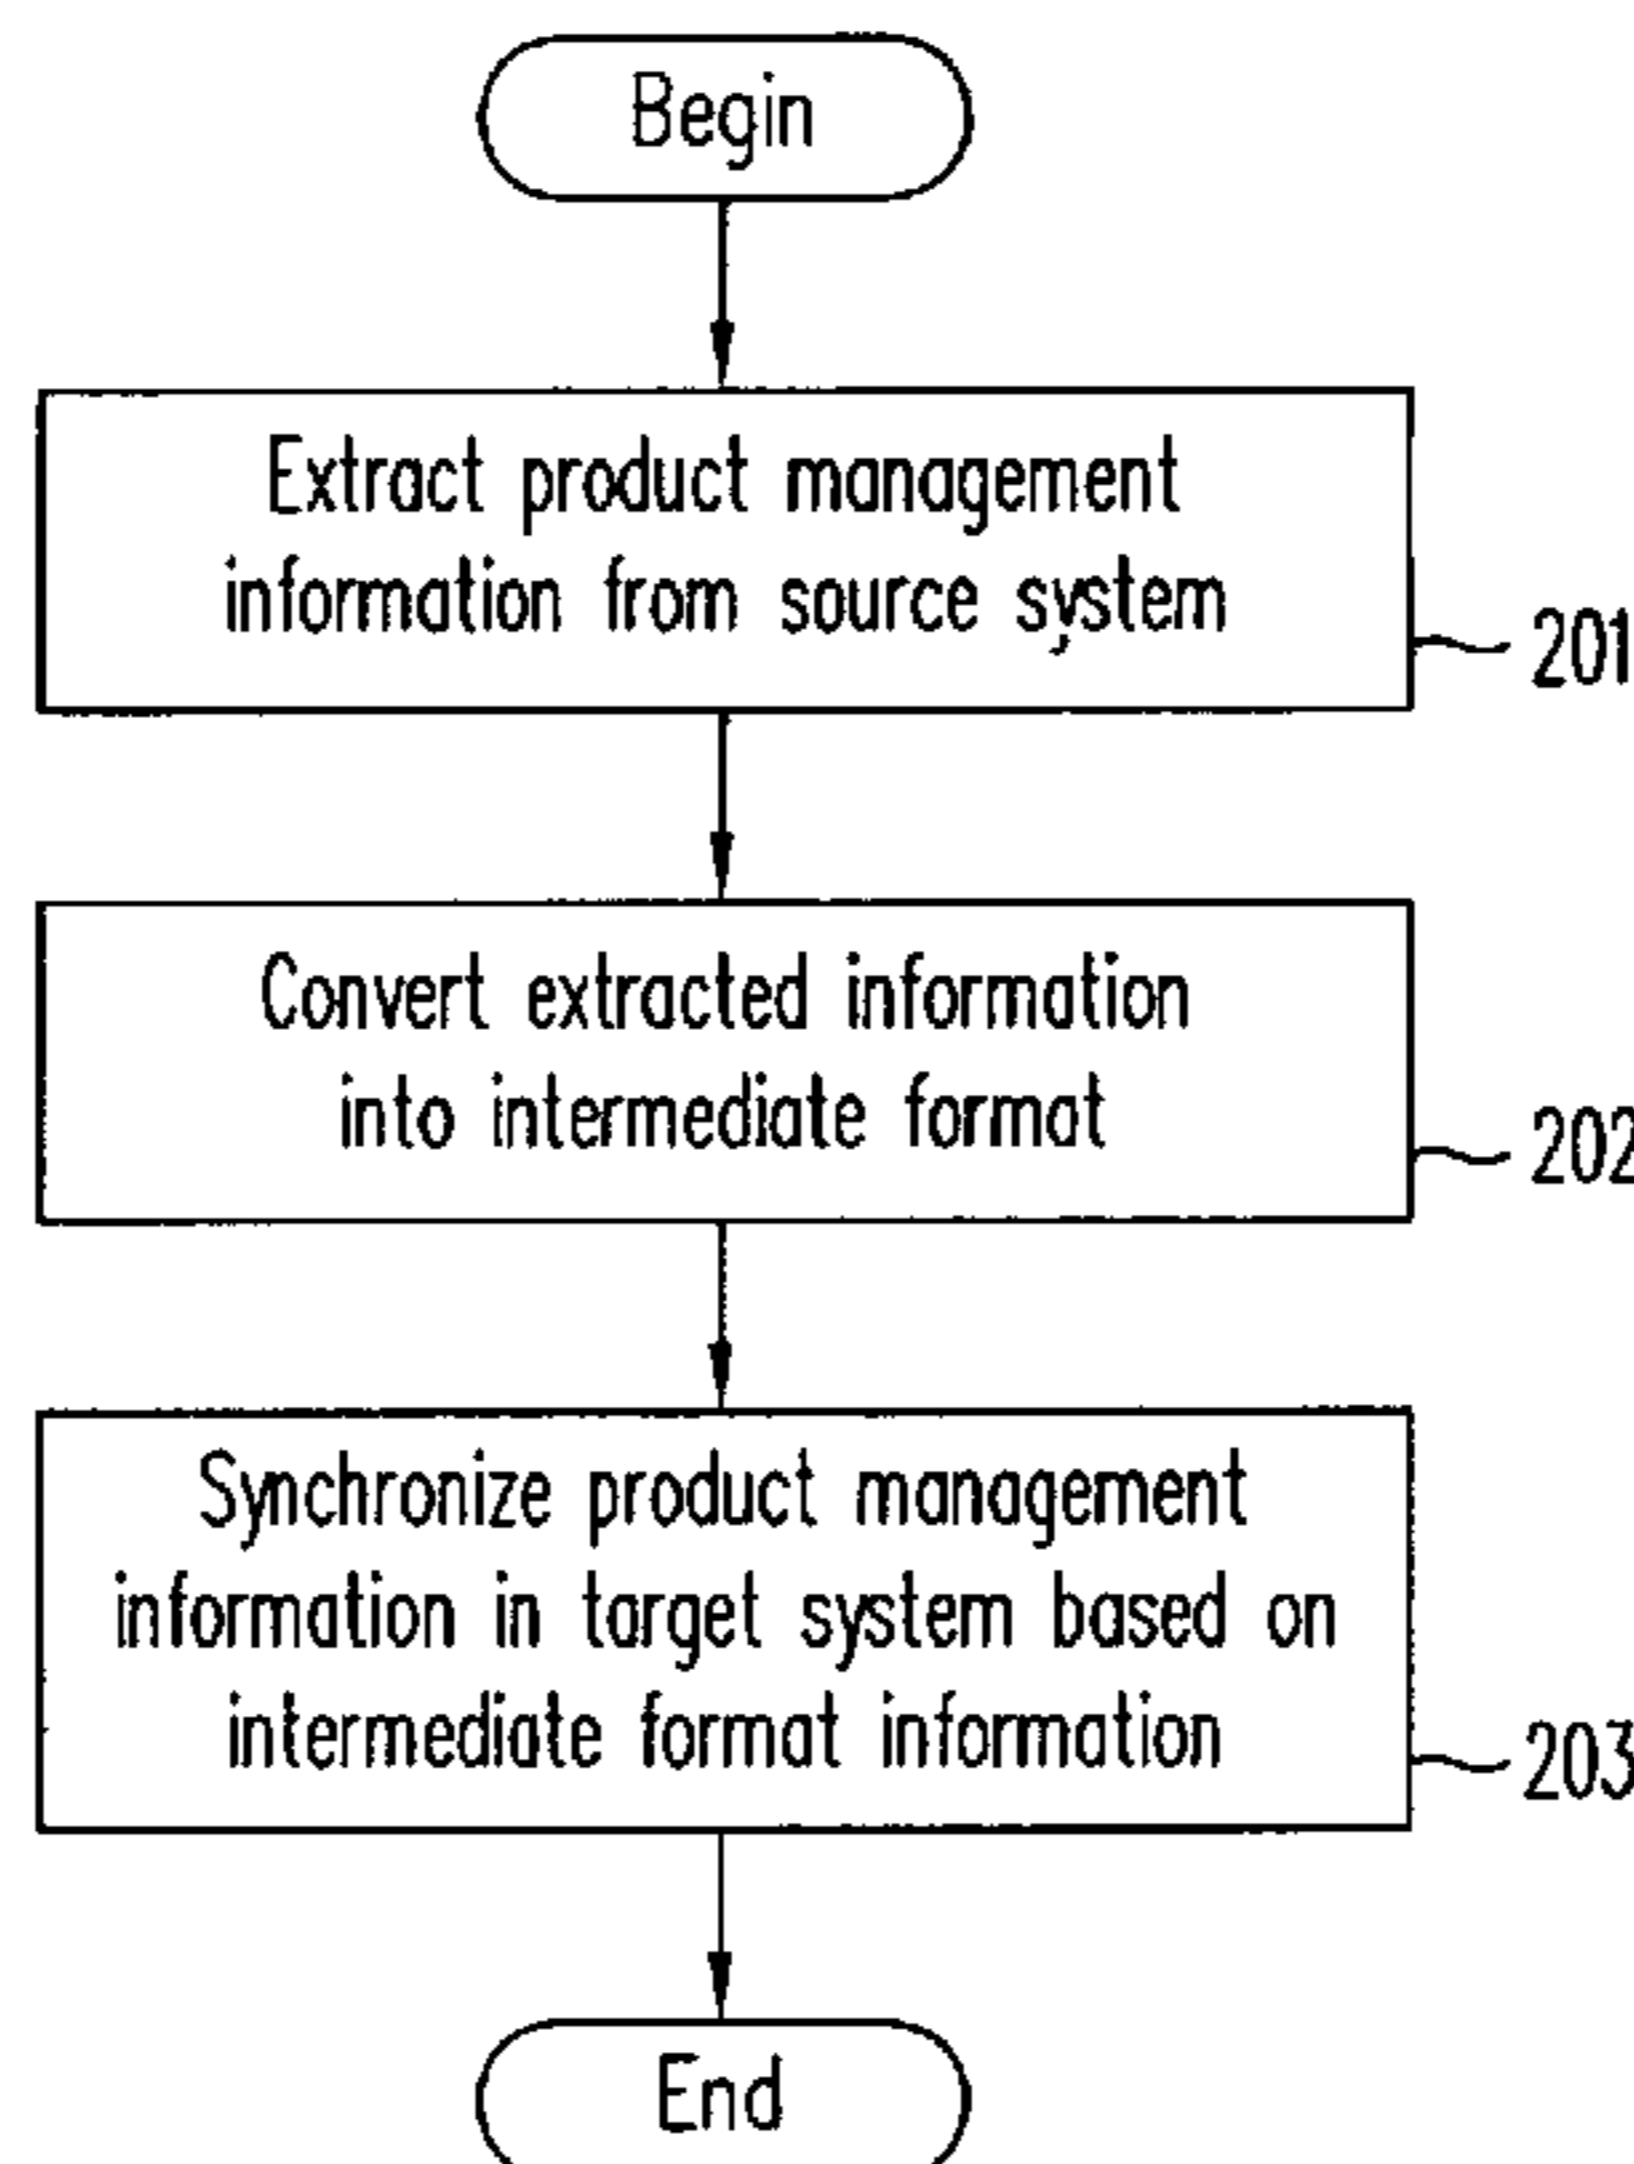 Begin
Extract product management
information from source system
201
Convert extracted information
into intermediate format
202
Synchronize product management
information in target system based on
intermediate format information
203
End